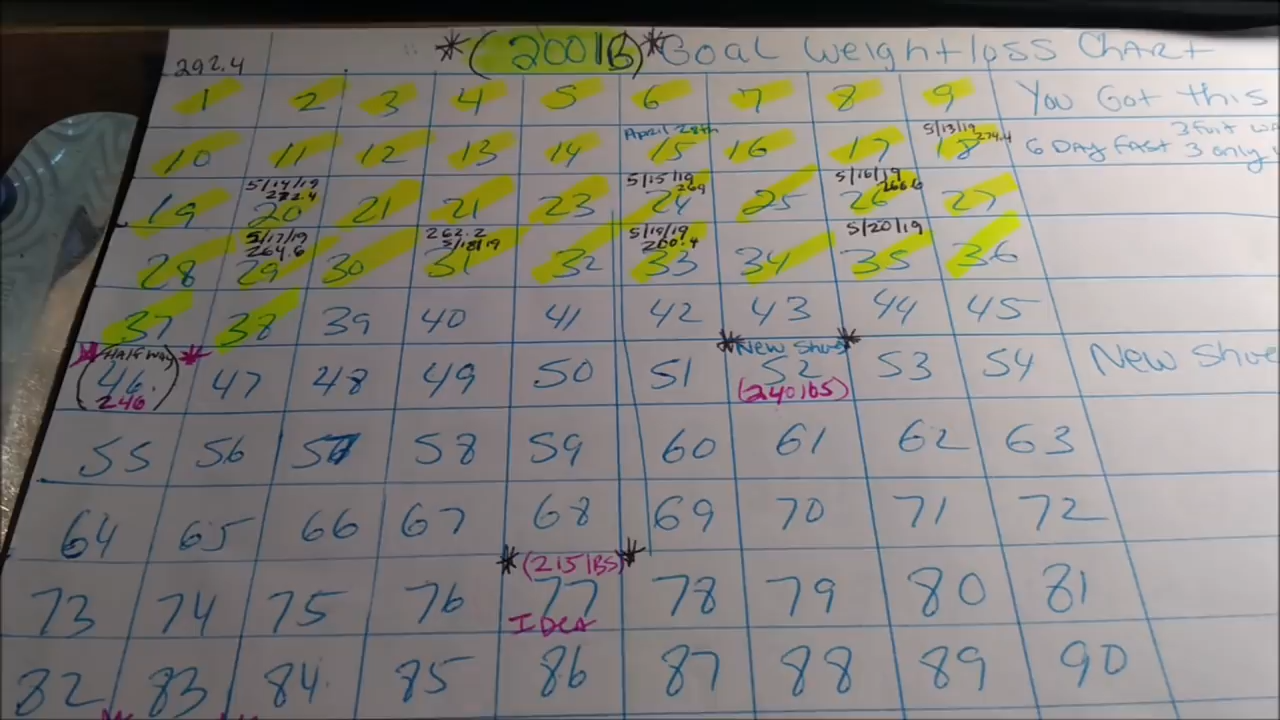 292.4 *(200lB)* Goal Weightloss Chart
1 2 3 4 5 6 7 8 9 You Got this
April 28th 5/13/19 274.4 3
10 11 12 13 14 15 16 17 18 6 Day Fast 3 only
5/14/19 272.4 5/15/19 269 5/16/19 266.6
19 20 21 21 23 24 25 26 27
5/17/19 264.6 262.2 5/18/19 5/19/19 260.4 5/20/19
28 29 30 31 32 33 34 35 36
37 38 39 40 41 42 43 44 45
*HALF WAY* *New Shoes*
(46. 47 48 49 50 51 52 53 54 New Shoe
246) (240lbs)
55 56 57 58 59 60 61 62 63
64 65 66 67 68 69 70 71 72
*(215lBS)*
73 74 75 76 77 78 79 80 81
IDEA
82 83 84. 85 86 87 88 89 90